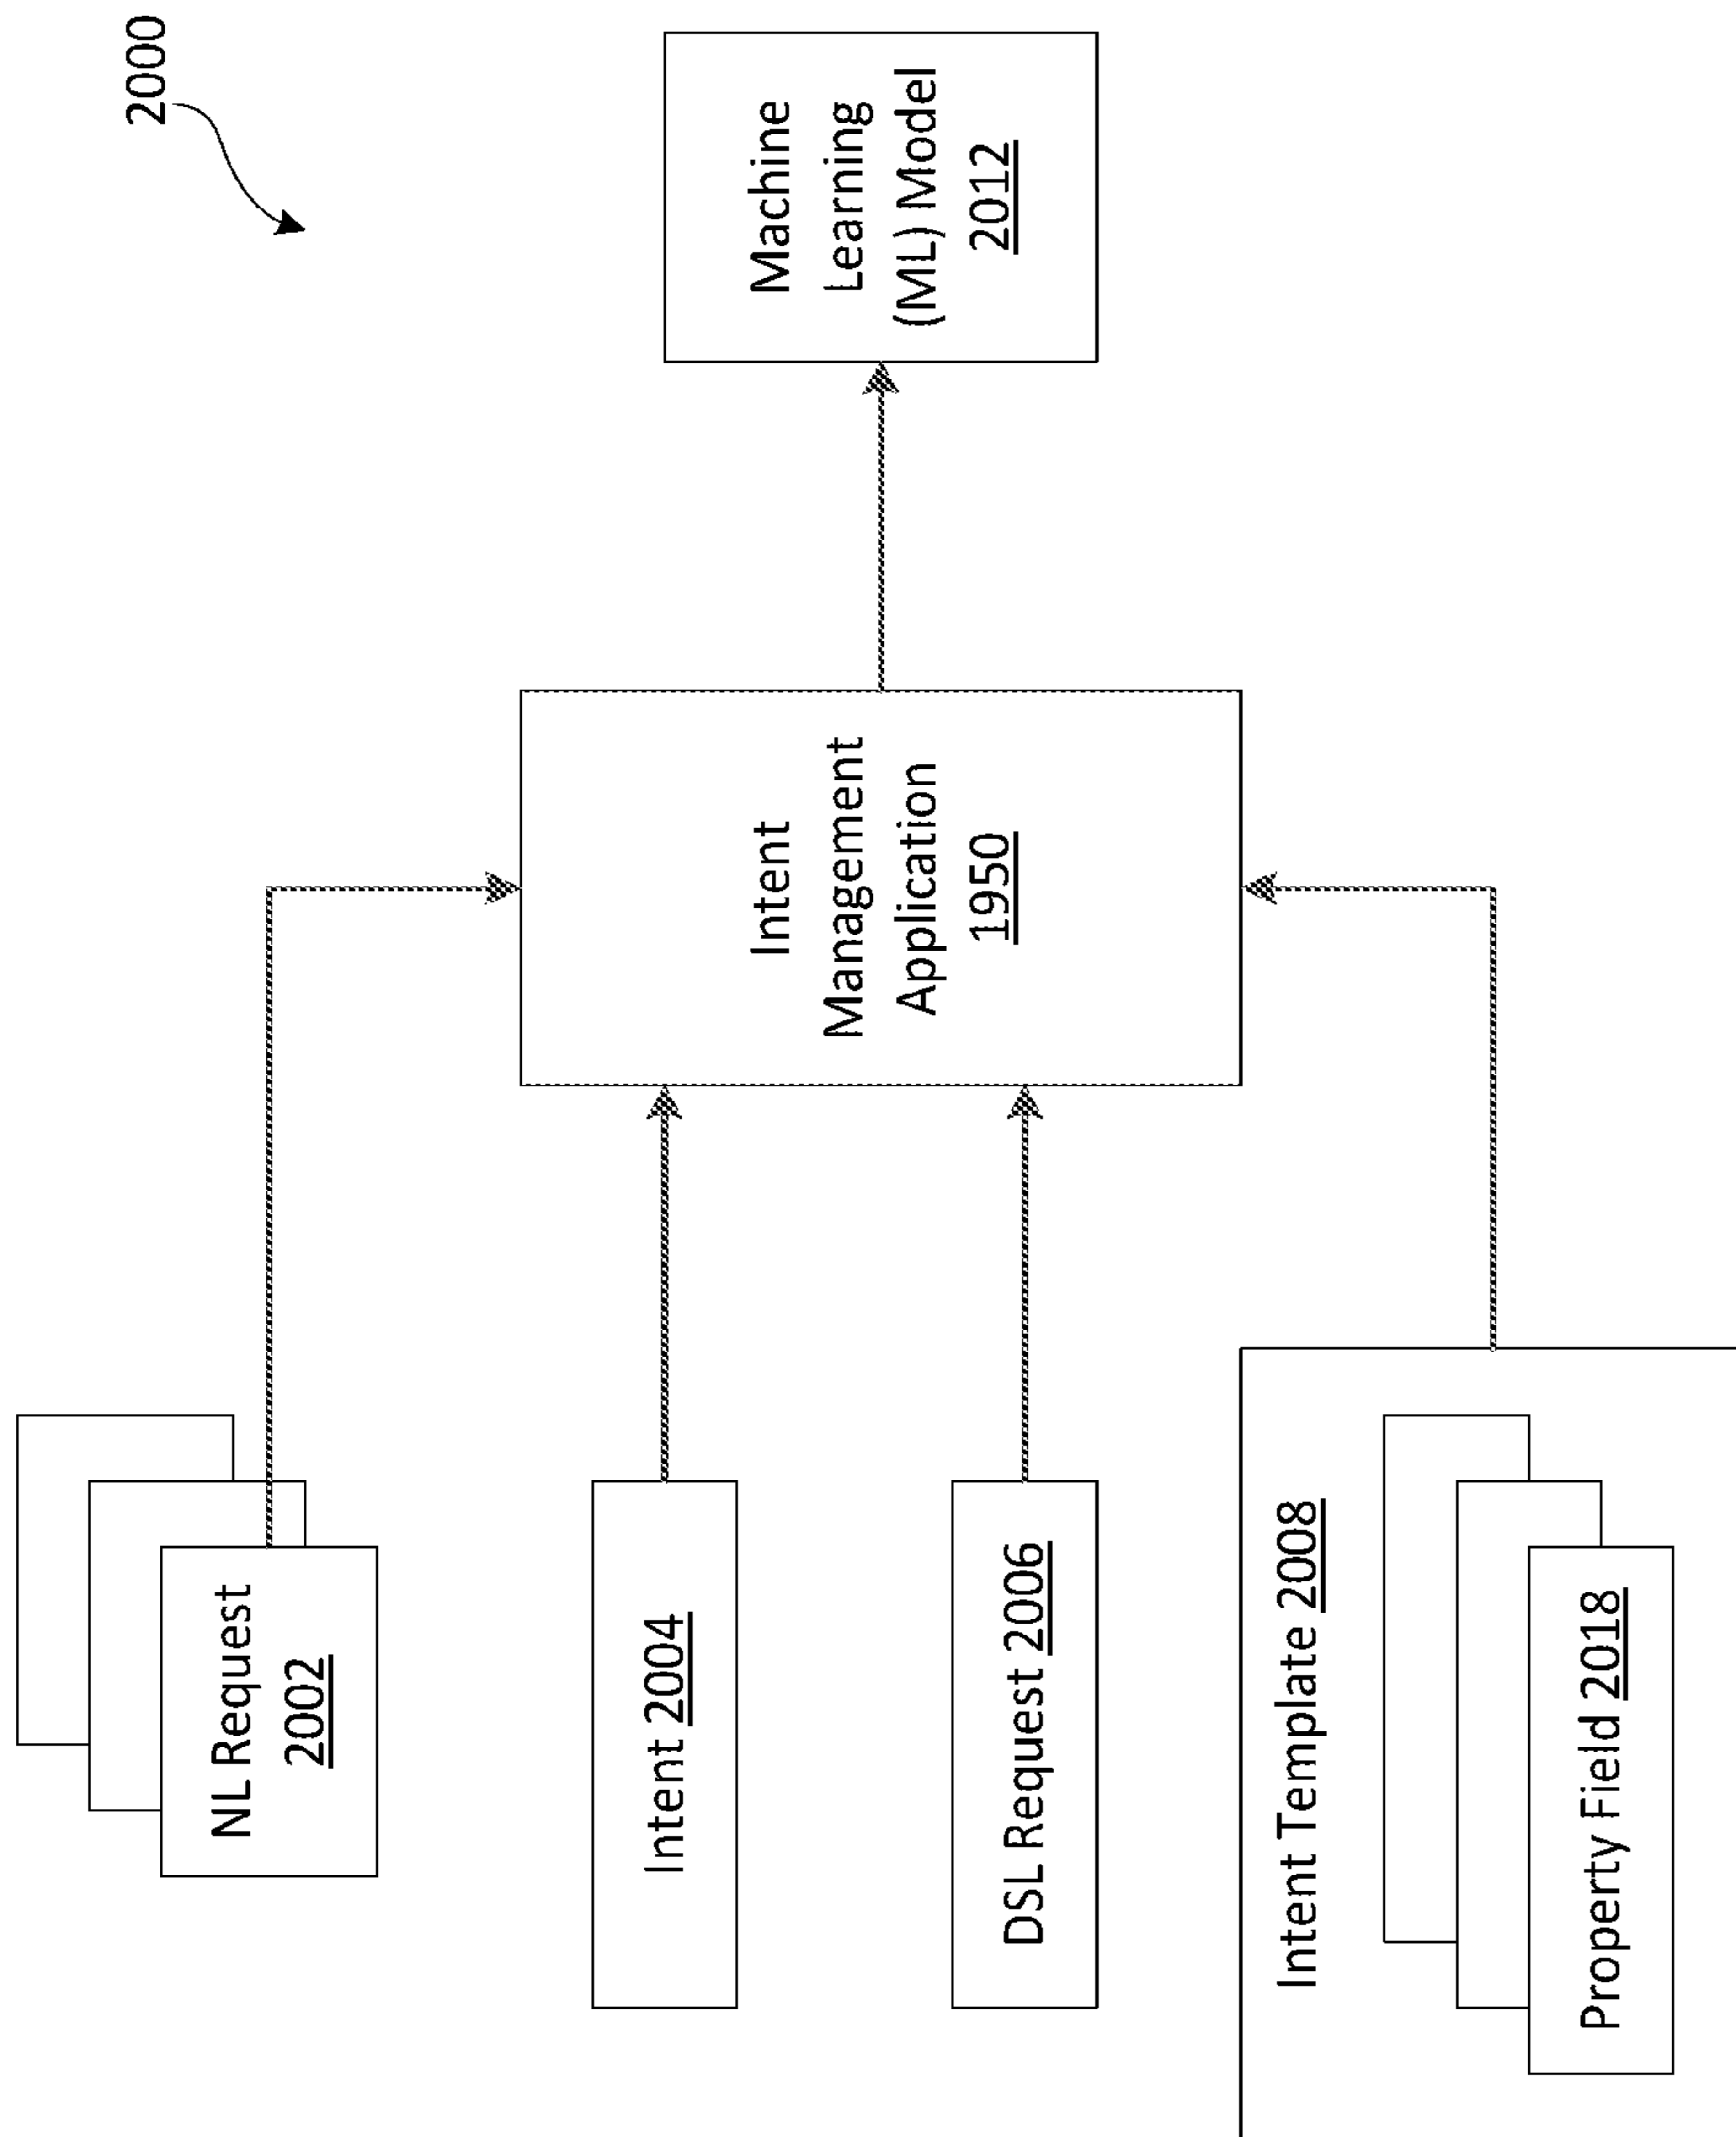 2000
NL Request
2002
Intent 2004
DSL Request 2006
Intent Template 2008
Property Field 2018
Intent
Management
Application
1950
Machine
Learning
(ML) Model
2012